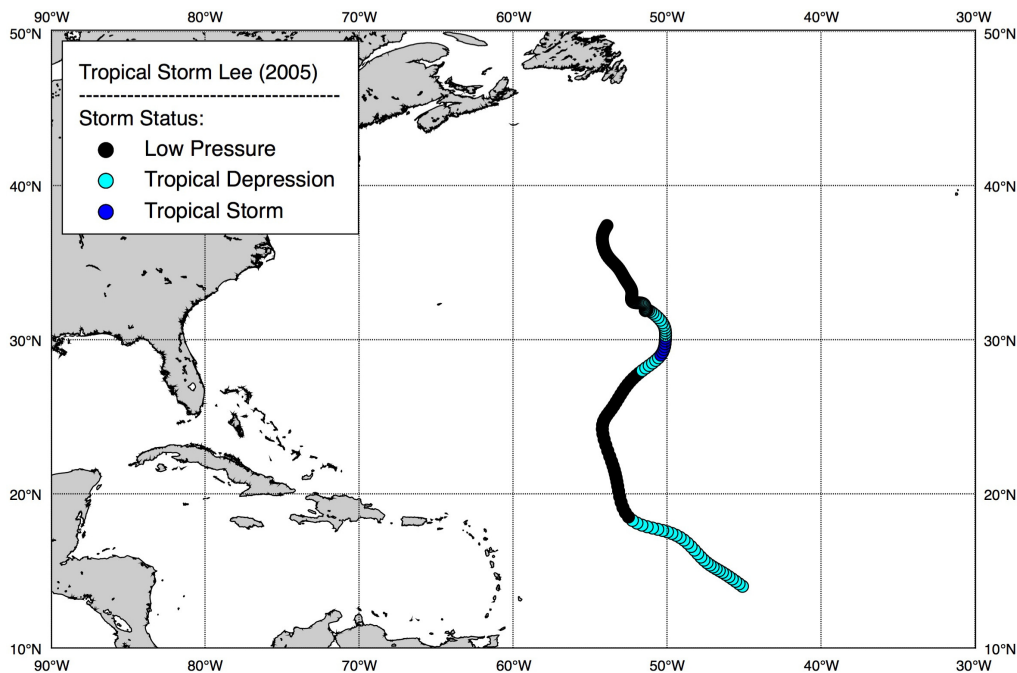 90°W 80°W 70°W 60°W 50°W 40°W 30°W
50°N 50°N
Tropical Storm Lee (2005)
--------------------------------------------
Storm Status:
Low Pressure
Tropical Depression
Tropical Storm
40°N 40°N
30°N 30°N
20°N 20°N
10°N 10°N
90°W 80°W 70°W 60°W 50°W 40°W 30°W